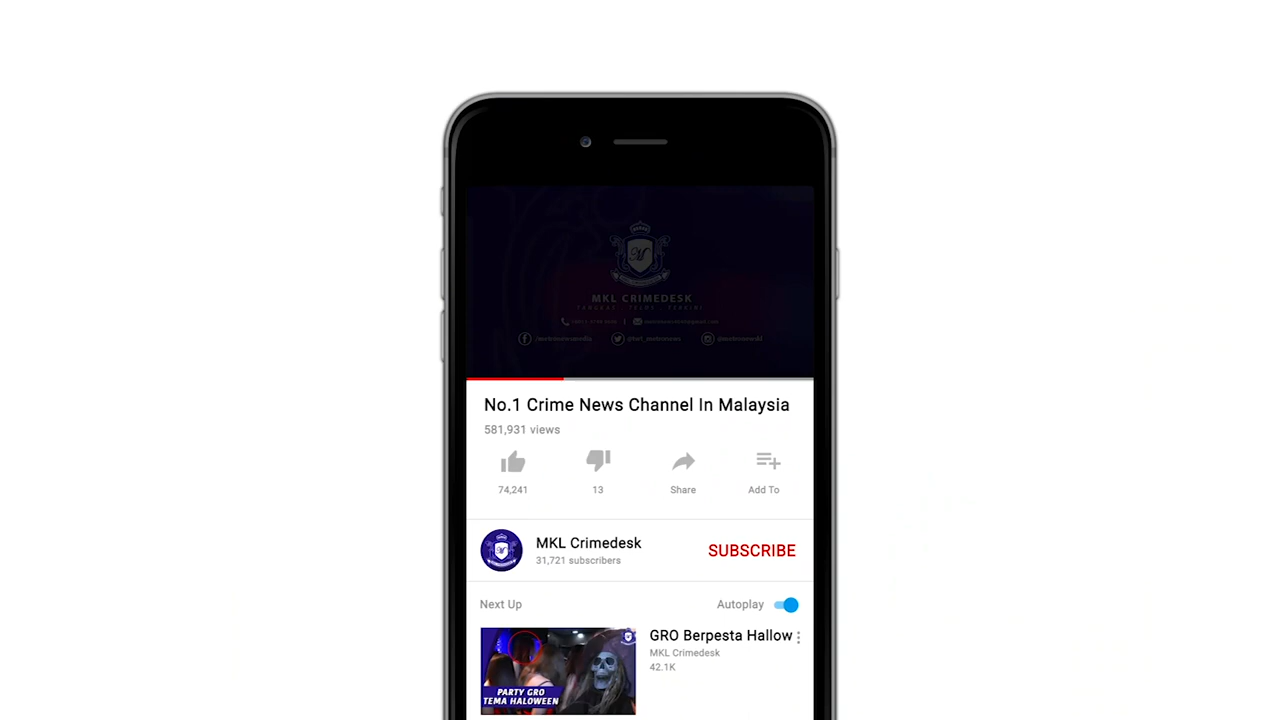 MKL CRIMEDESK
No.1 Crime News Channel In Malaysia
581,931 views
74,241
13
Share
Add To
MKL Crimedesk
31,721 subscribers
SUBSCRIBE
Next Up
Autoplay
GRO Berpesta Hallow
MKL Crimedesk
42.1K
PARTY GRO
TEMA HALOWEEN